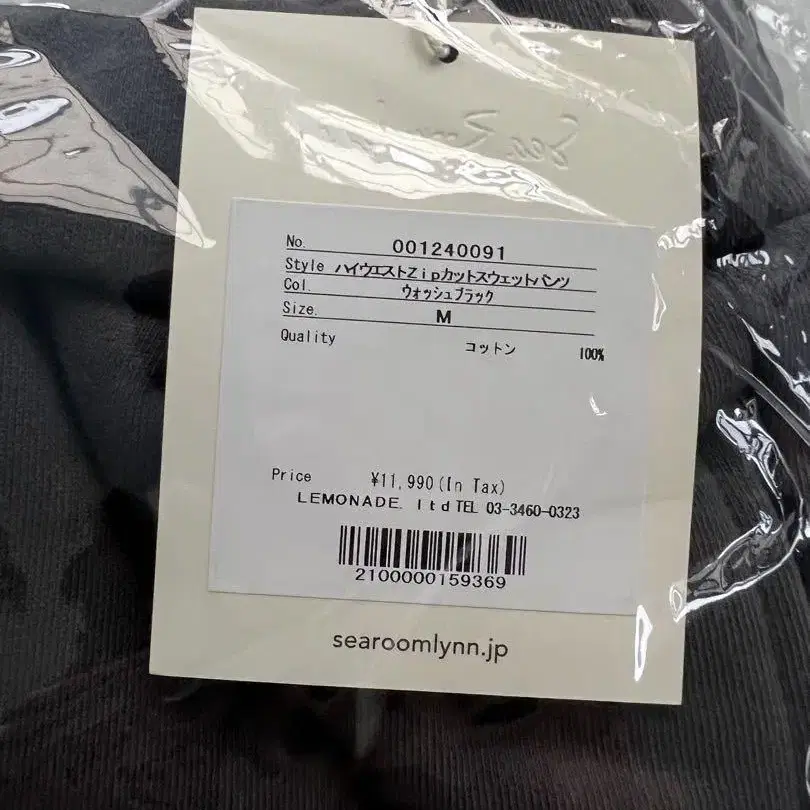 No. 001240091
Style ハイウエストZipカットスウェットパンツ
Col. ウォッシュブラック
Size. M
Quality コットン 100%
Price ¥11,990(In Tax)
LEMONADE. ltd TEL 03-3460-0323
2100000159369
searoomlynn.jp